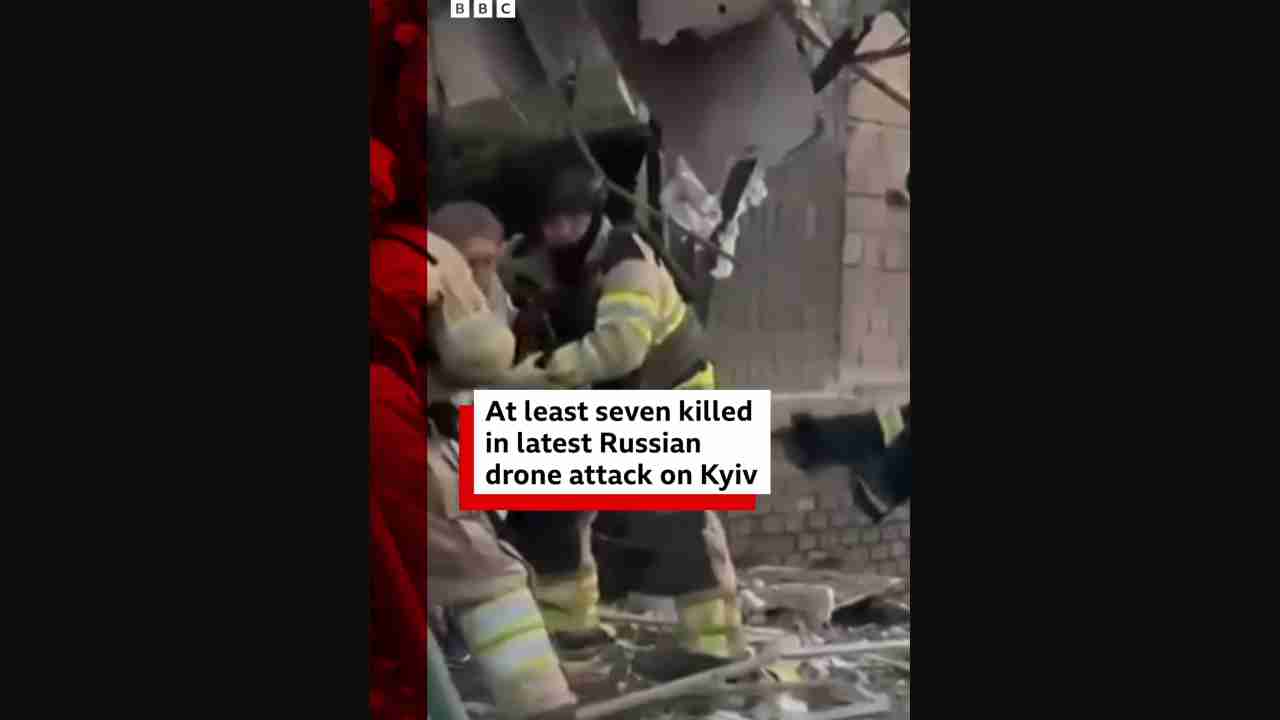 BBC
At least seven killed
in latest Russian
drone attack on Kyiv